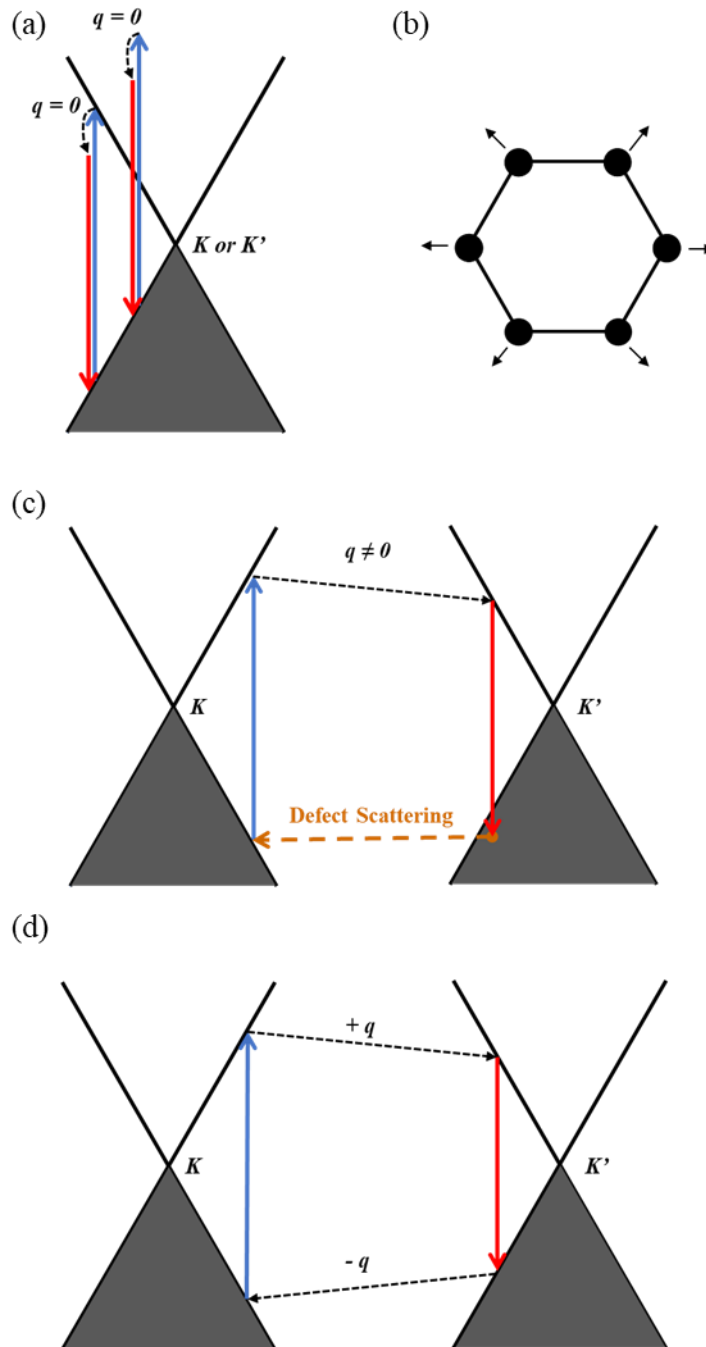 (a)
q = 0
q = 0
K or K’
(b)
(c)
q ≠ 0
K
K’
Defect Scattering
(d)
+ q
K
K’
- q